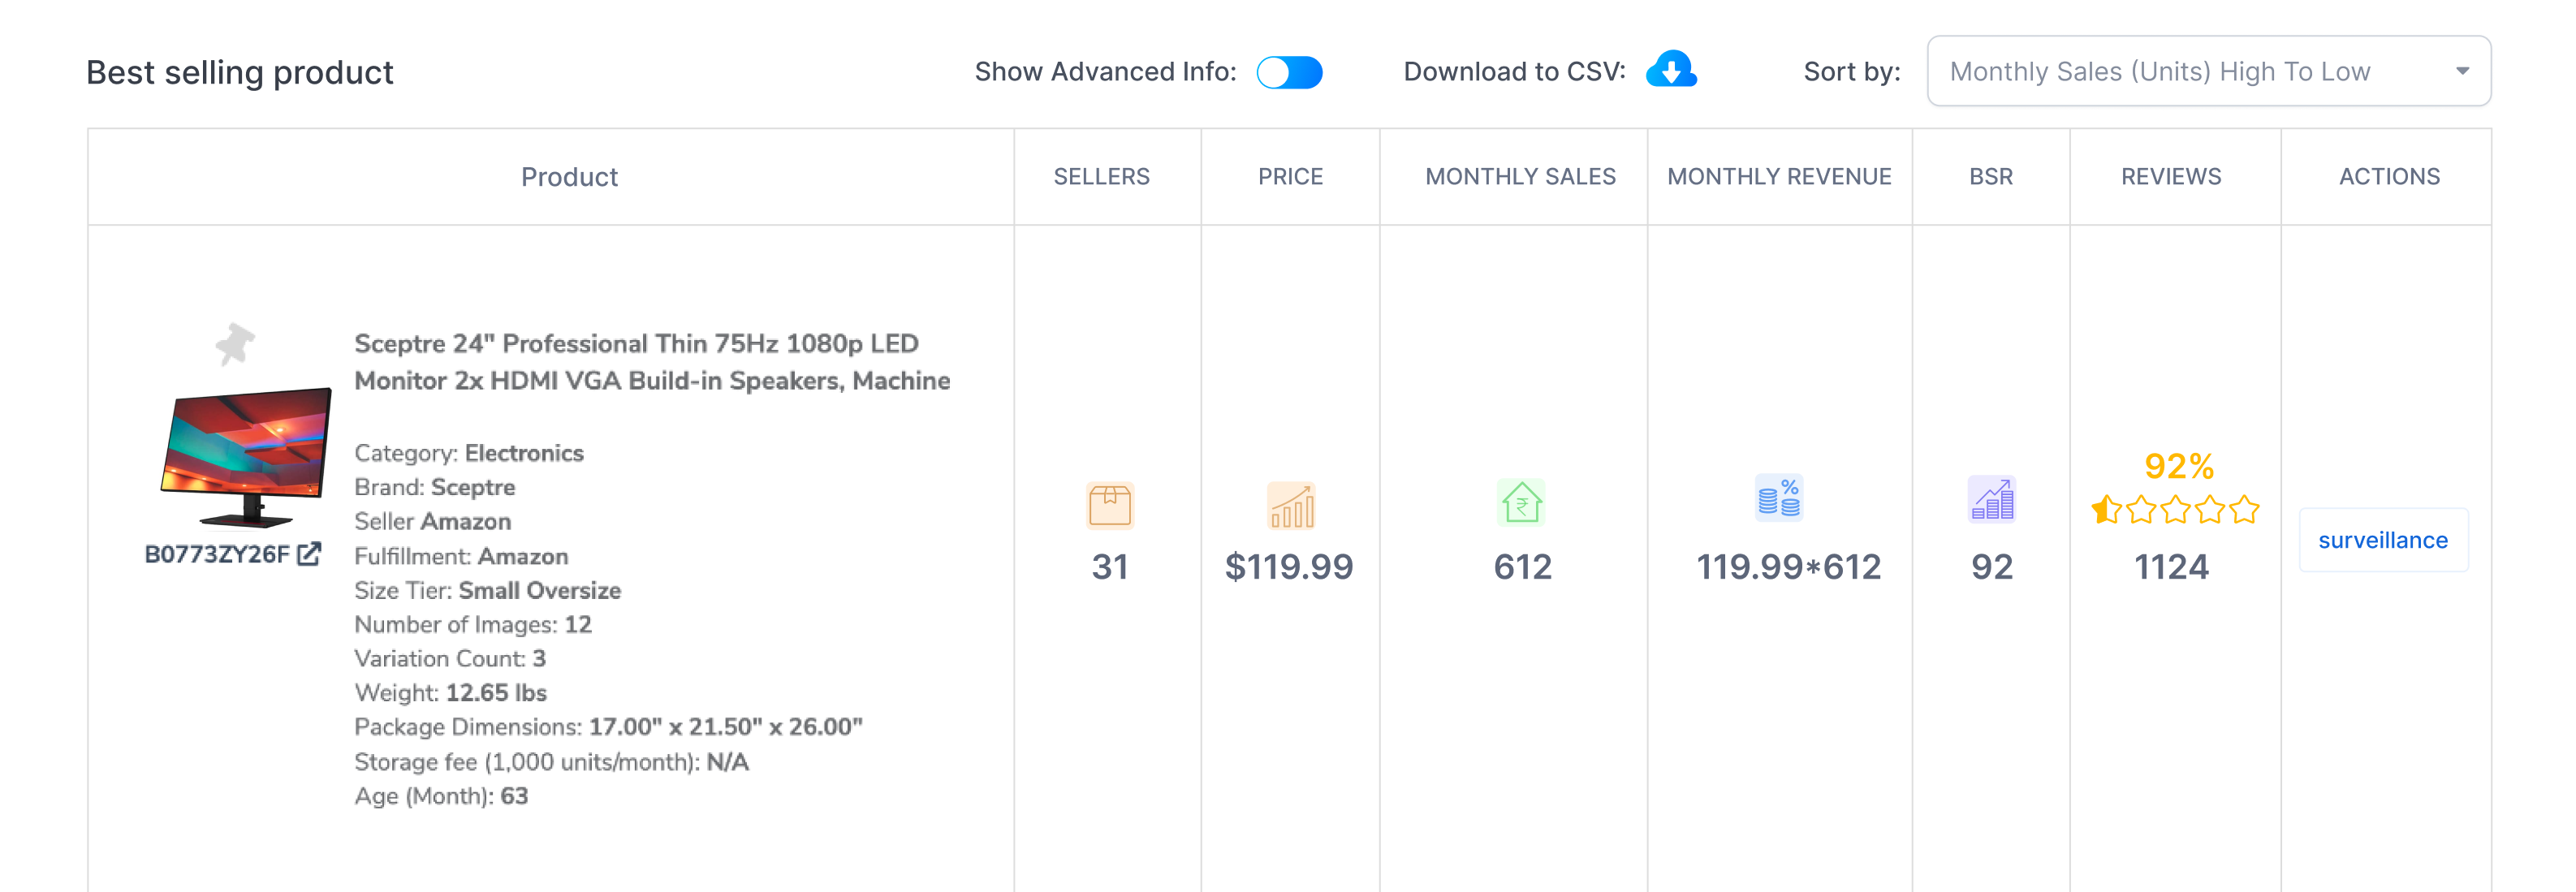 Best selling product
Show Advanced Info:
Download to CSV:
Sort by:
Monthly Sales (Units) High To Low
Product
SELLERS
PRICE
MONTHLY SALES
MONTHLY REVENUE
BSR
REVIEWS
ACTIONS
Sceptre 24" Professional Thin 75Hz 1080p LED
Monitor 2x HDMI VGA Build-in Speakers, Machine
B0773ZY26F
Category: Electronics
Brand: Sceptre
Seller Amazon
Fulfillment: Amazon
Size Tier: Small Oversize
Number of Images: 12
Variation Count: 3
Weight: 12.65 lbs
Package Dimensions: 17.00" x 21.50" x 26.00"
Storage fee (1,000 units/month): N/A
Age (Month): 63
31
$119.99
₹
612
%
119.99*612
92
92%
1124
surveillance